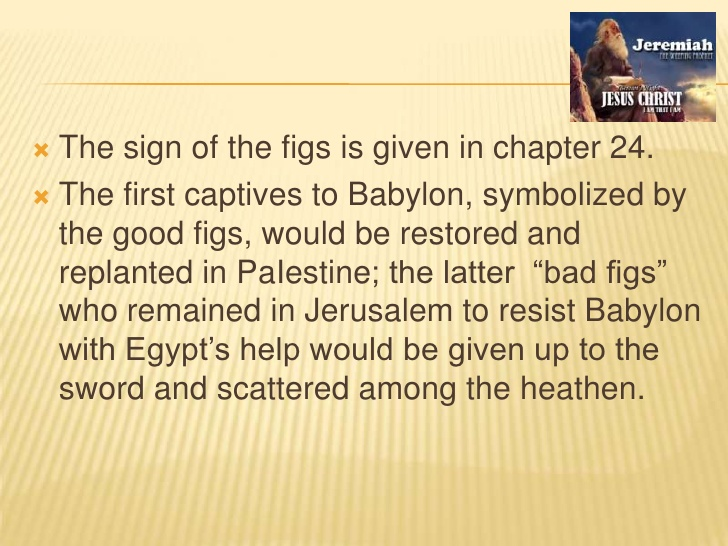 Jeremiah
THE WEEPING PROPHET
JESUS CHRIST
I AM THAT I AM
The sign of the figs is given in chapter 24.
The first captives to Babylon, symbolized by
the good figs, would be restored and
replanted in Palestine; the latter “bad figs”
who remained in Jerusalem to resist Babylon
with Egypt’s help would be given up to the
sword and scattered among the heathen.